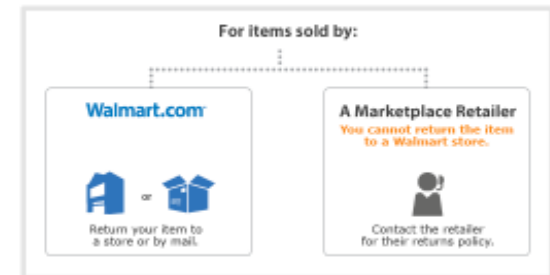 For items sold by:
Walmart.com
or
Return your item to
a store or by mail.
A Marketplace Retailer
You cannot return the item
to a Walmart store.
Contact the retailer
for their returns policy.